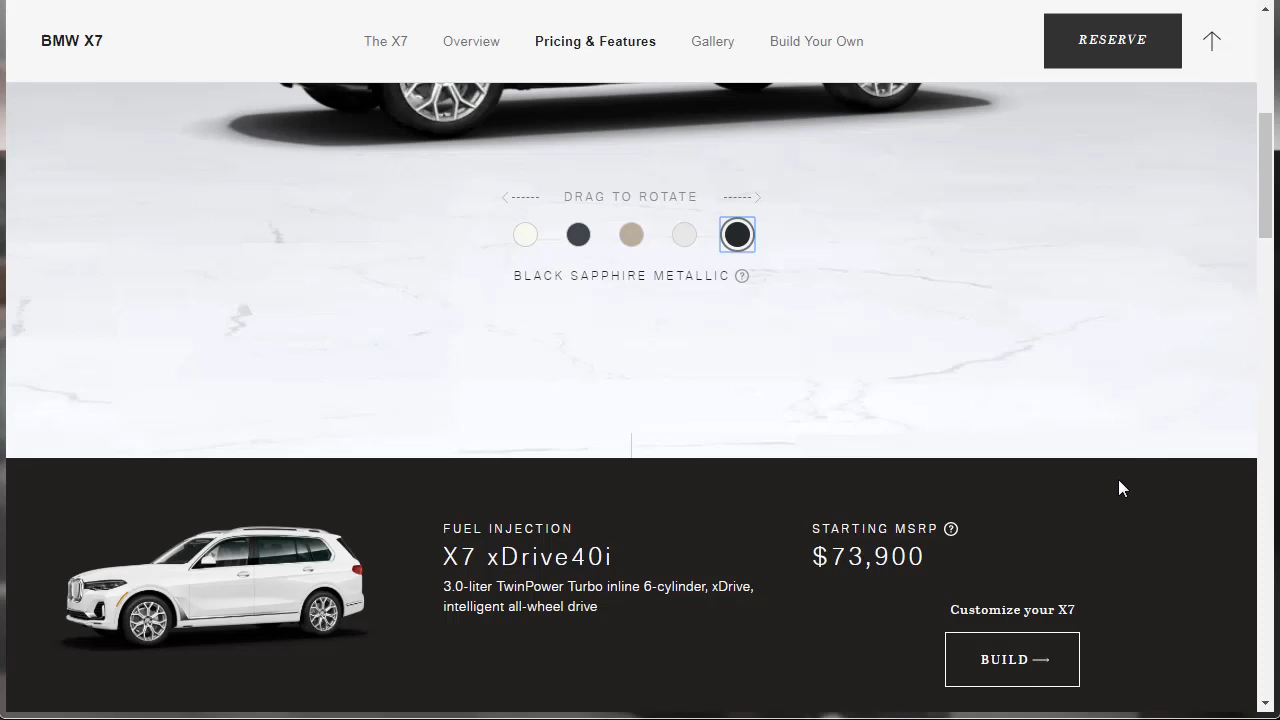 BMW X7
The X7
Overview
Pricing & Features
Gallery
Build Your Own
RESERVE
DRAG TO ROTATE
BLACK SAPPHIRE METALLIC ?
FUEL INJECTION
X7 xDrive40i
3.0-liter TwinPower Turbo inline 6-cylinder, xDrive,
intelligent all-wheel drive
STARTING MSRP ?
$73,900
Customize your X7
BUILD